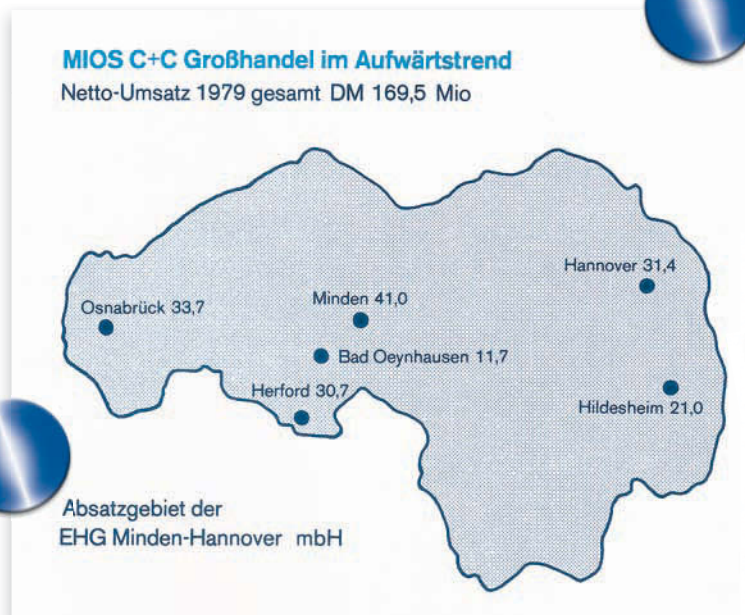 MIOS C+C Großhandel im Aufwärtstrend
Netto-Umsatz 1979 gesamt DM 169,5 Mio
Hannover 31,4
Osnabrück 33,7
Minden 41,0
Bad Oeynhausen 11,7
Herford 30,7
Hildesheim 21,0
Absatzgebiet der
EHG Minden-Hannover mbH